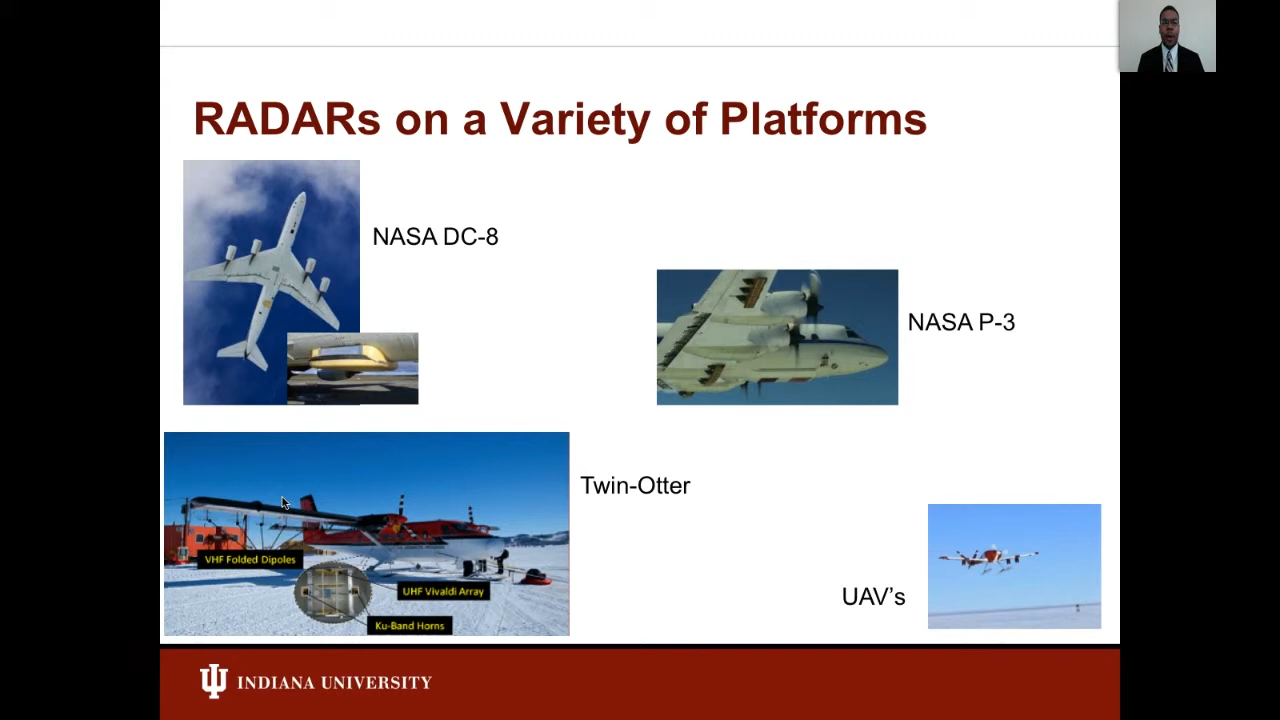 RADARs on a Variety of Platforms
NASA DC-8
NASA P-3
Twin-Otter
VHF Folded Dipoles
UHF Vivaldi Array
Ku-Band Horns
UAV’s
INDIANA UNIVERSITY